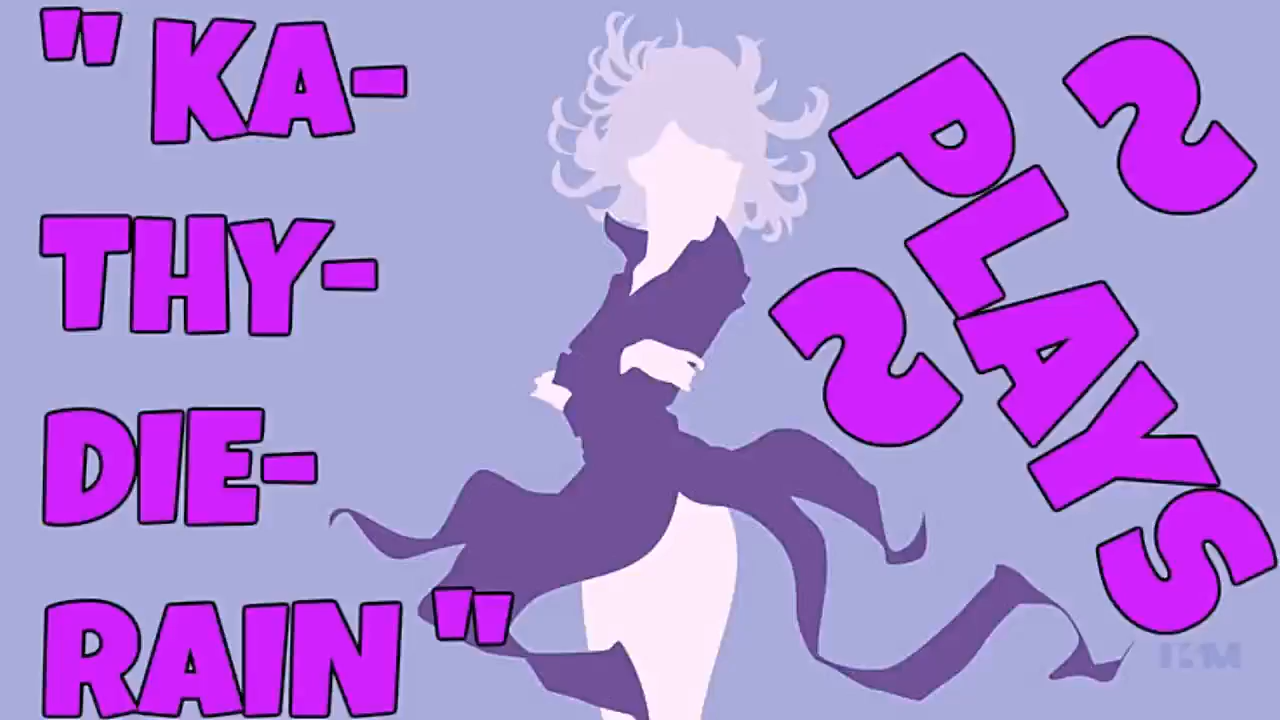 " KA-
THY-
DIE-
RAIN "
~ PLAYS ~